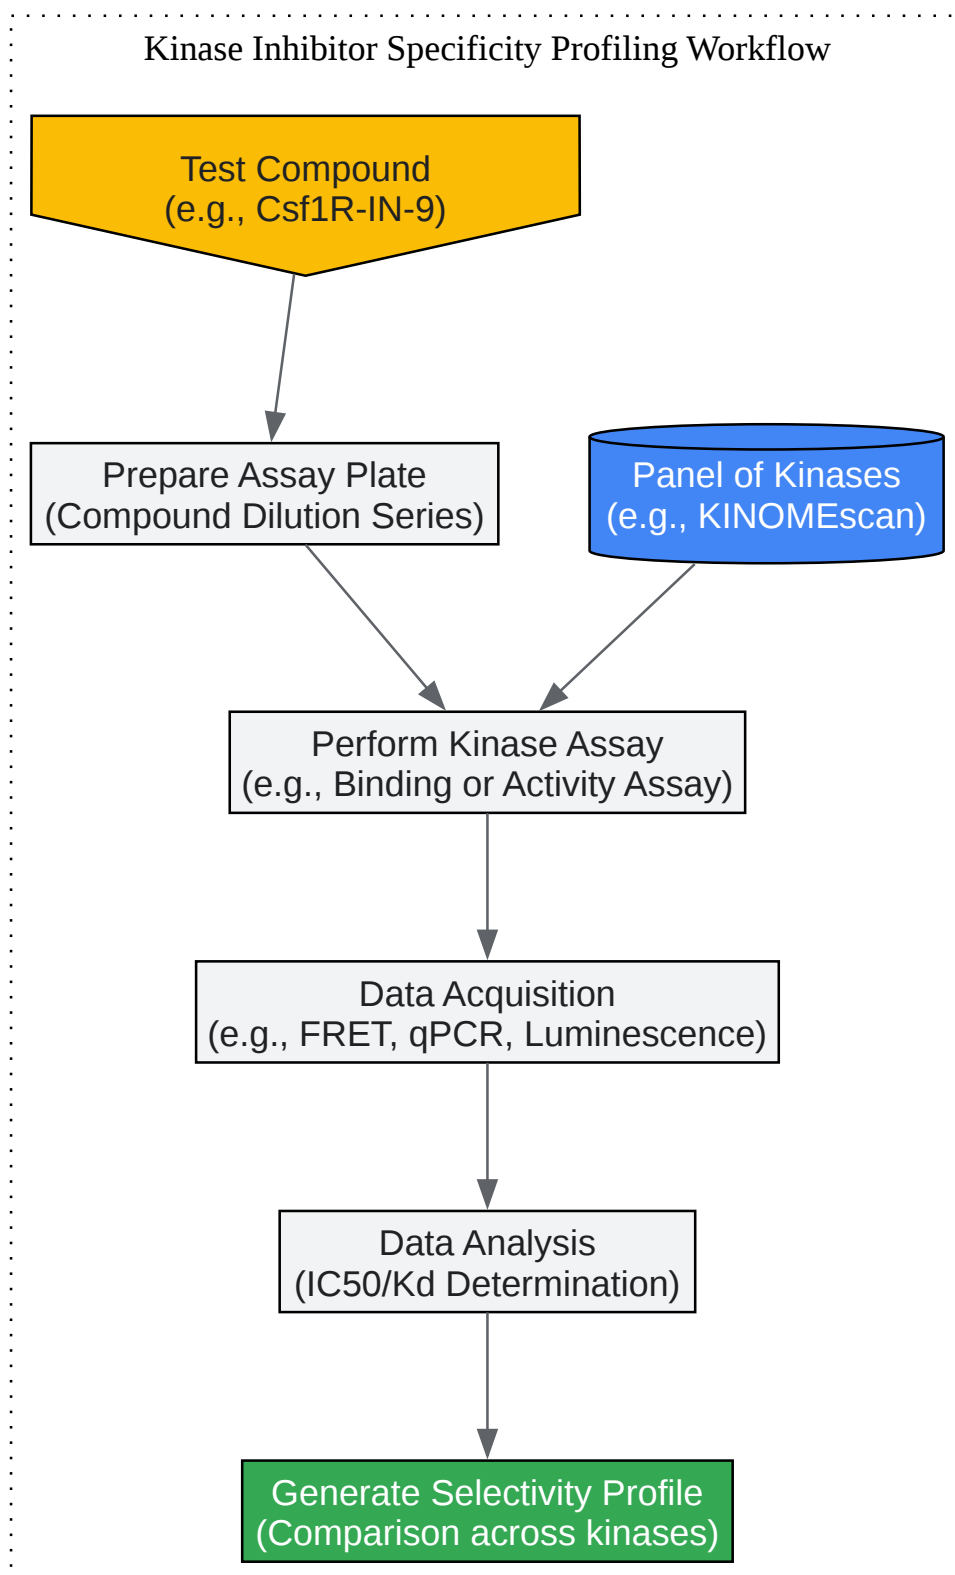 Kinase Inhibitor Specificity Profiling Workflow
Test Compound
(e.g., Csf1R-IN-9)
Prepare Assay Plate
(Compound Dilution Series)
Panel of Kinases
(e.g., KINOMEscan)
Perform Kinase Assay
(e.g., Binding or Activity Assay)
Data Acquisition
(e.g., FRET, qPCR, Luminescence)
Data Analysis
(IC50/Kd Determination)
Generate Selectivity Profile
(Comparison across kinases)